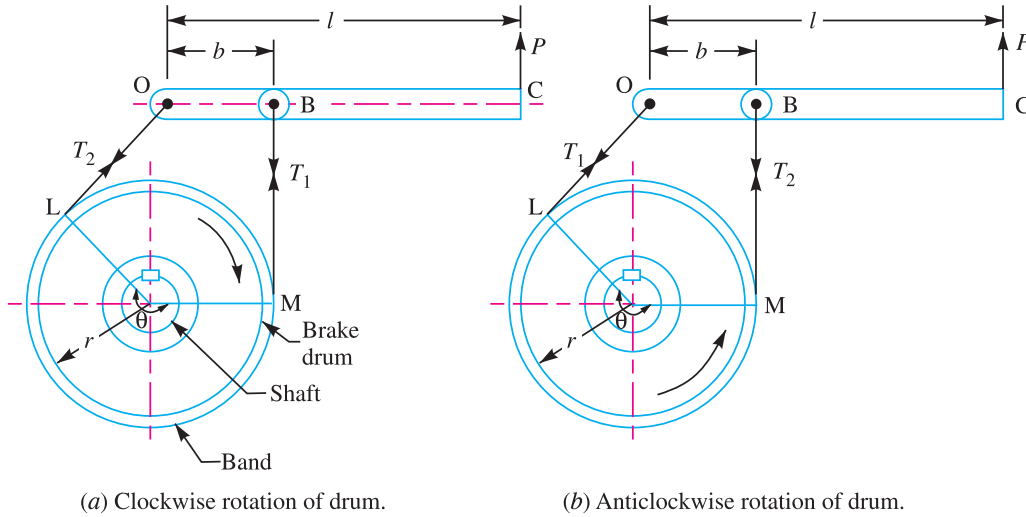 l
l
b
b
P
P
O
B
C
O
B
C
T2
T1
T1
T2
L
L
M
M
θ
θ
r
r
Brake
drum
Shaft
Band
(a) Clockwise rotation of drum.
(b) Anticlockwise rotation of drum.